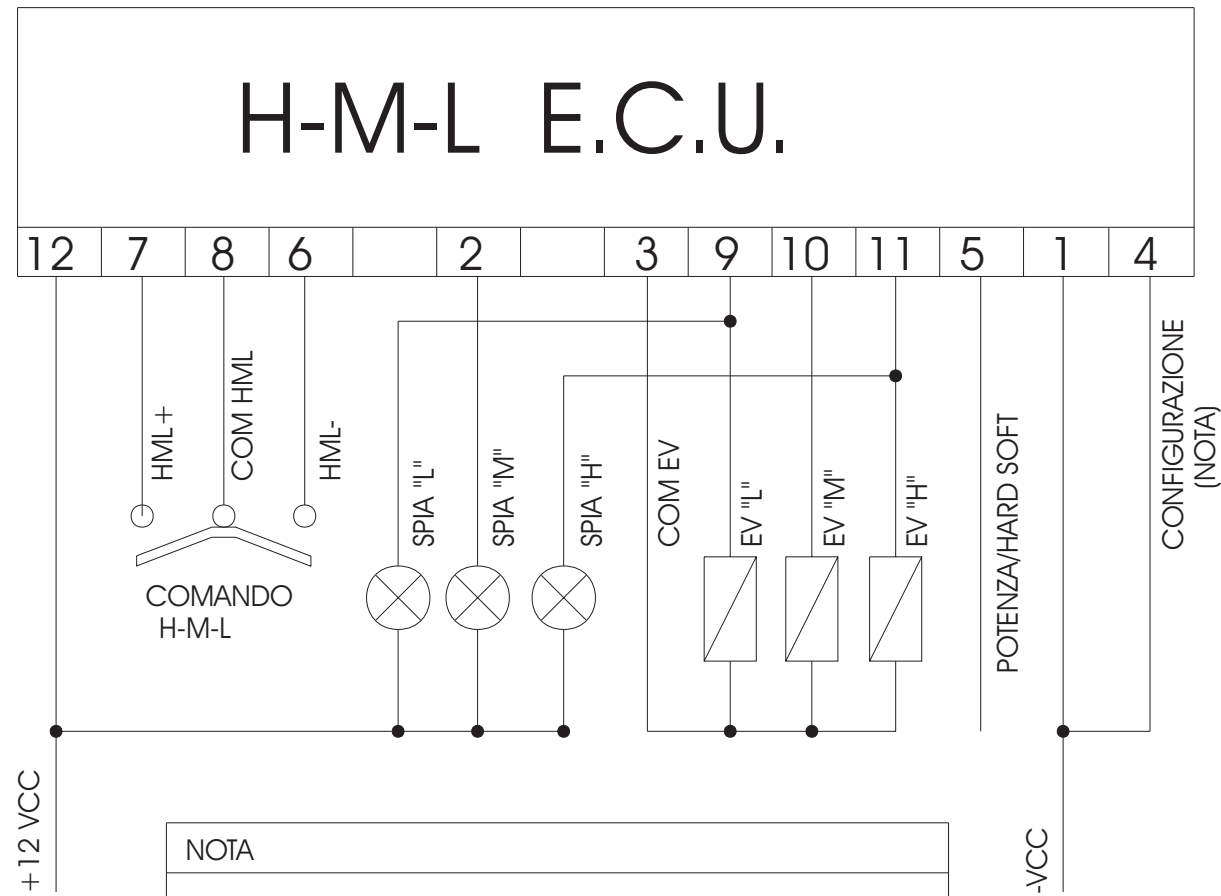 H-M-L E.C.U.
12 7 8 6 2 3 9 10 11 5 1 4
HML+
COM HML
HML-
SPIA "L"
SPIA "M"
SPIA "H"
COM EV
EV "L"
EV "M"
EV "H"
POTENZA/HARD SOFT
CONFIGURAZIONE
(NOTA)
COMANDO
H-M-L
+12 VCC
-VCC
NOTA